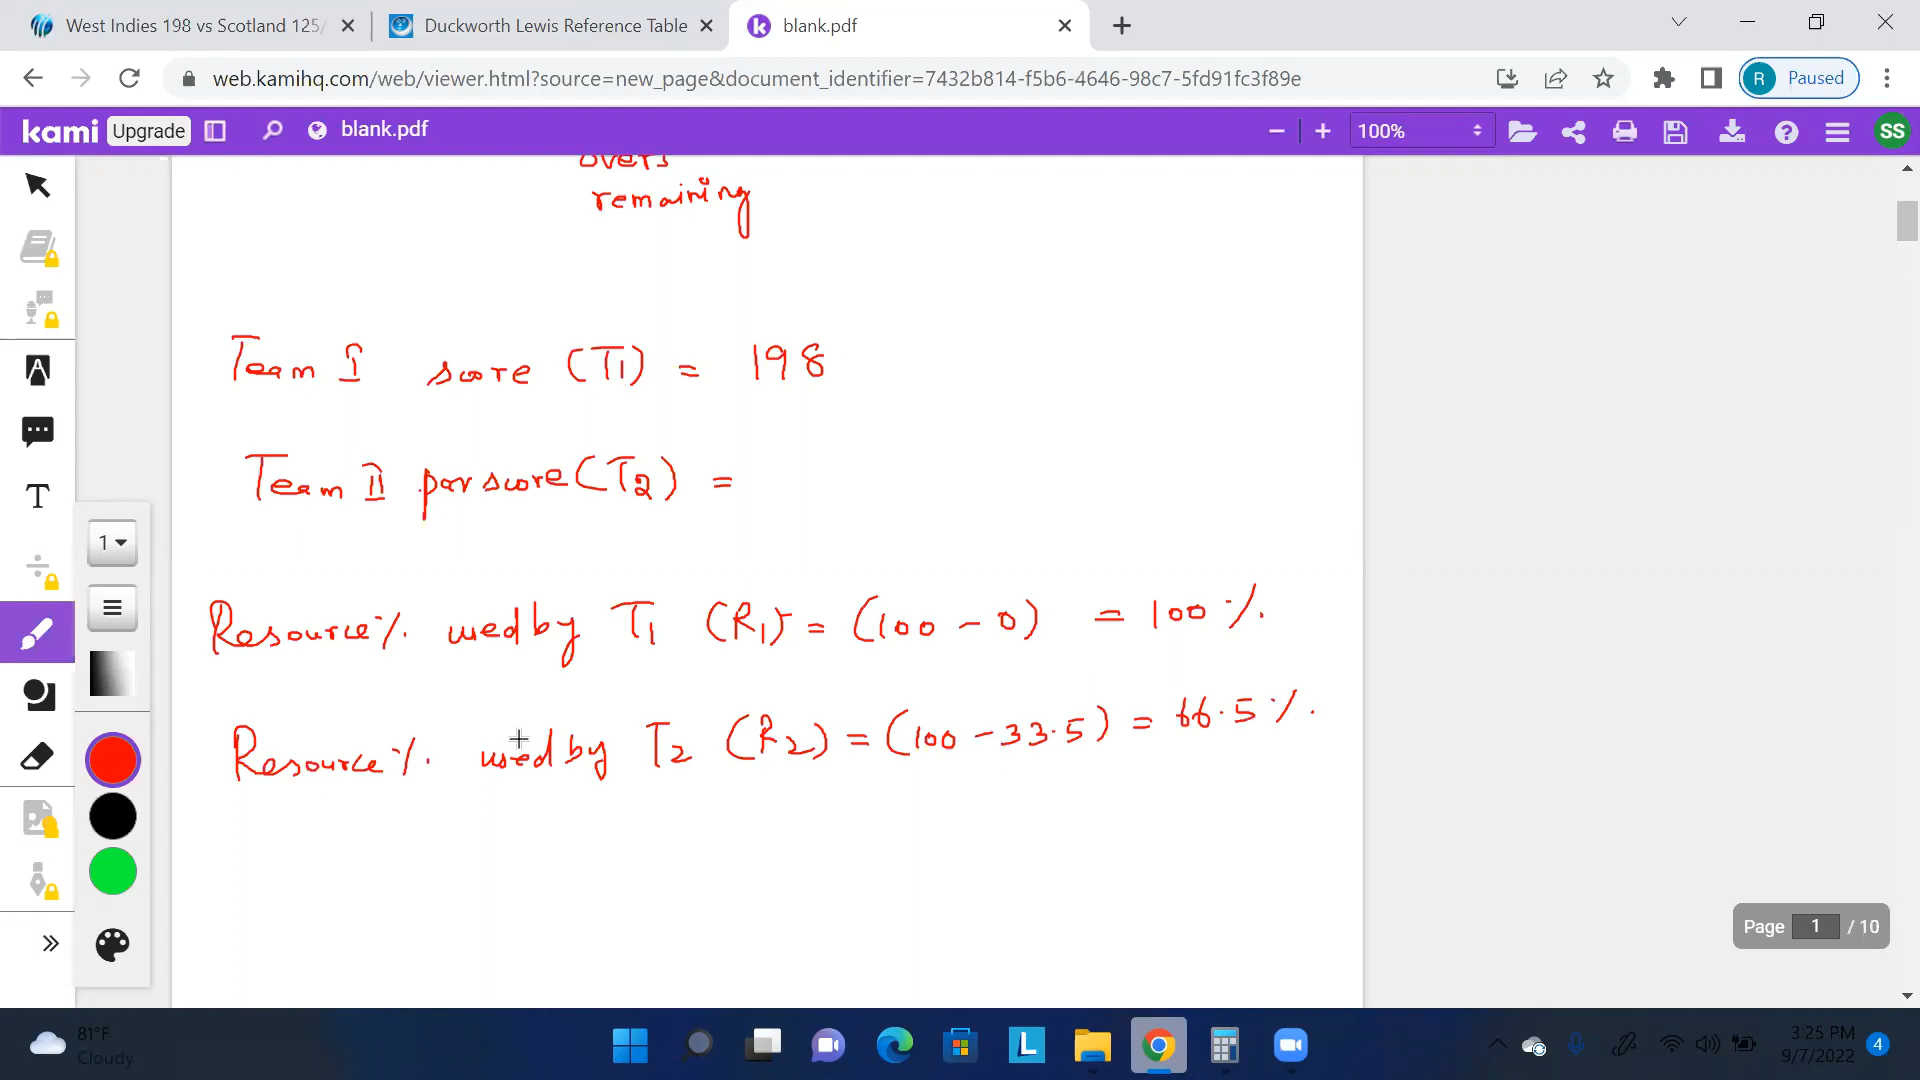 West Indies 198 vs Scotland 125/
Duckworth Lewis Reference Table
blank.pdf
web.kamihq.com/web/viewer.html?source=new_page&document_identifier=7432b814-f5b6-4646-98c7-5fd91fc3f89e
R Paused
kami Upgrade blank.pdf
100%
SS
overs
remaining
Team I score (T1) = 198
Team II par score (T2) =
Resource % used by T1 (R1) = (100 - 0) = 100 %.
Resource % used by T2 (R2) = (100 - 33.5) = 66.5 %.
T
1
Page 1 / 10
81°F
Cloudy
L
3:25 PM
9/7/2022
4